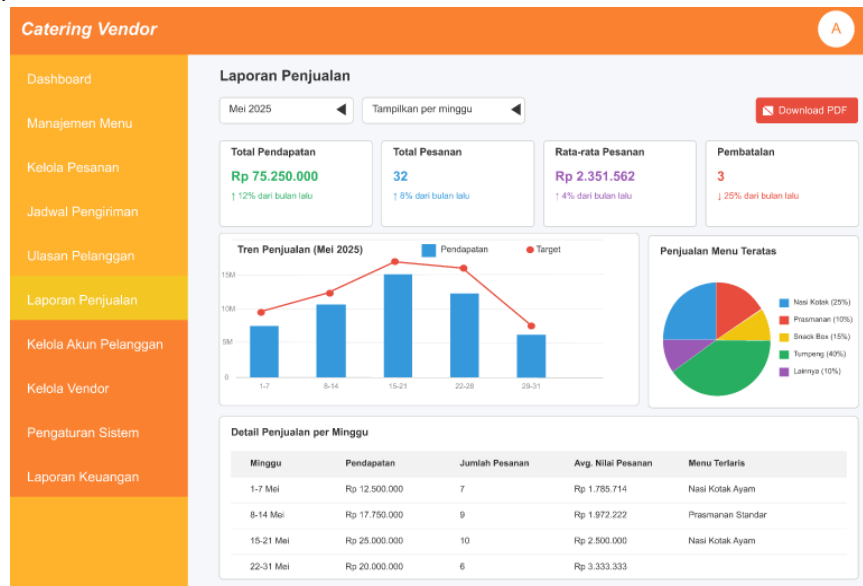 Catering Vendor
A
Dashboard
Manajemen Menu
Kelola Pesanan
Jadwal Pengiriman
Ulasan Pelanggan
Laporan Penjualan
Kelola Akun Pelanggan
Kelola Vendor
Pengaturan Sistem
Laporan Keuangan
Laporan Penjualan
Mei 2025 Tampilkan per minggu Download PDF
Total Pendapatan
Rp 75.250.000
↑ 12% dari bulan lalu
Total Pesanan
32
↑ 8% dari bulan lalu
Rata-rata Pesanan
Rp 2.351.562
↑ 4% dari bulan lalu
Pembatalan
3
↓ 25% dari bulan lalu
Tren Penjualan (Mei 2025) Pendapatan Target
15M
10M
5M
0
1-7 8-14 15-21 22-28 29-31
Penjualan Menu Teratas
Nasi Kotak (25%)
Prasmanan (10%)
Snack Box (15%)
Tumpeng (40%)
Lainnya (10%)
Detail Penjualan per Minggu
Minggu Pendapatan Jumlah Pesanan Avg. Nilai Pesanan Menu Terlaris
1-7 Mei Rp 12.500.000 7 Rp 1.785.714 Nasi Kotak Ayam
8-14 Mei Rp 17.750.000 9 Rp 1.972.222 Prasmanan Standar
15-21 Mei Rp 25.000.000 10 Rp 2.500.000 Nasi Kotak Ayam
22-31 Mei Rp 20.000.000 6 Rp 3.333.333